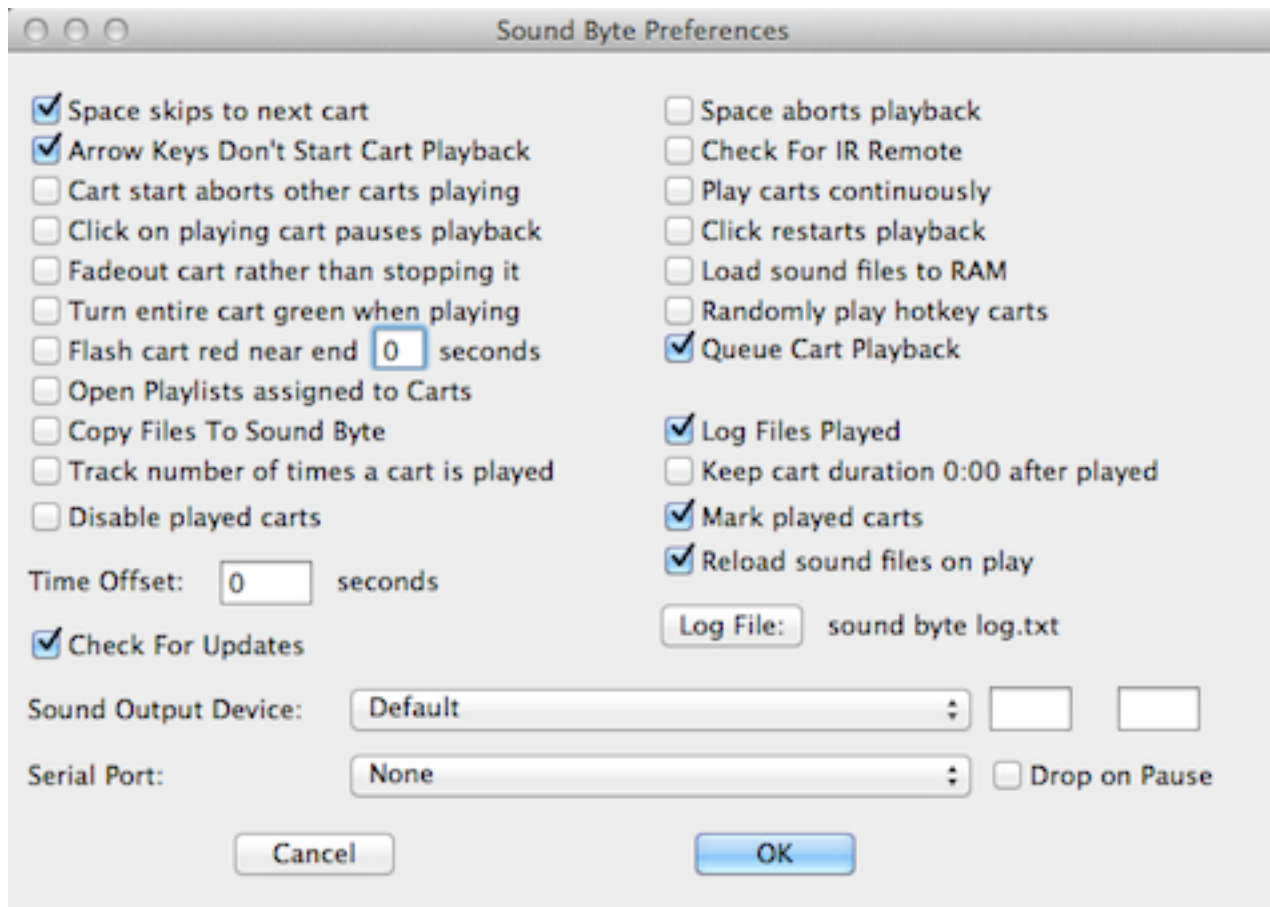 Sound Byte Preferences
Space skips to next cart
Space aborts playback
Arrow Keys Don't Start Cart Playback
Check For IR Remote
Cart start aborts other carts playing
Play carts continuously
Click on playing cart pauses playback
Click restarts playback
Fadeout cart rather than stopping it
Load sound files to RAM
Turn entire cart green when playing
Randomly play hotkey carts
Flash cart red near end 0 seconds
Queue Cart Playback
Open Playlists assigned to Carts
Copy Files To Sound Byte
Log Files Played
Track number of times a cart is played
Keep cart duration 0:00 after played
Disable played carts
Mark played carts
Reload sound files on play
Time Offset: 0 seconds
Log File: sound byte log.txt
Check For Updates
Sound Output Device: Default
Serial Port: None
Drop on Pause
Cancel
OK